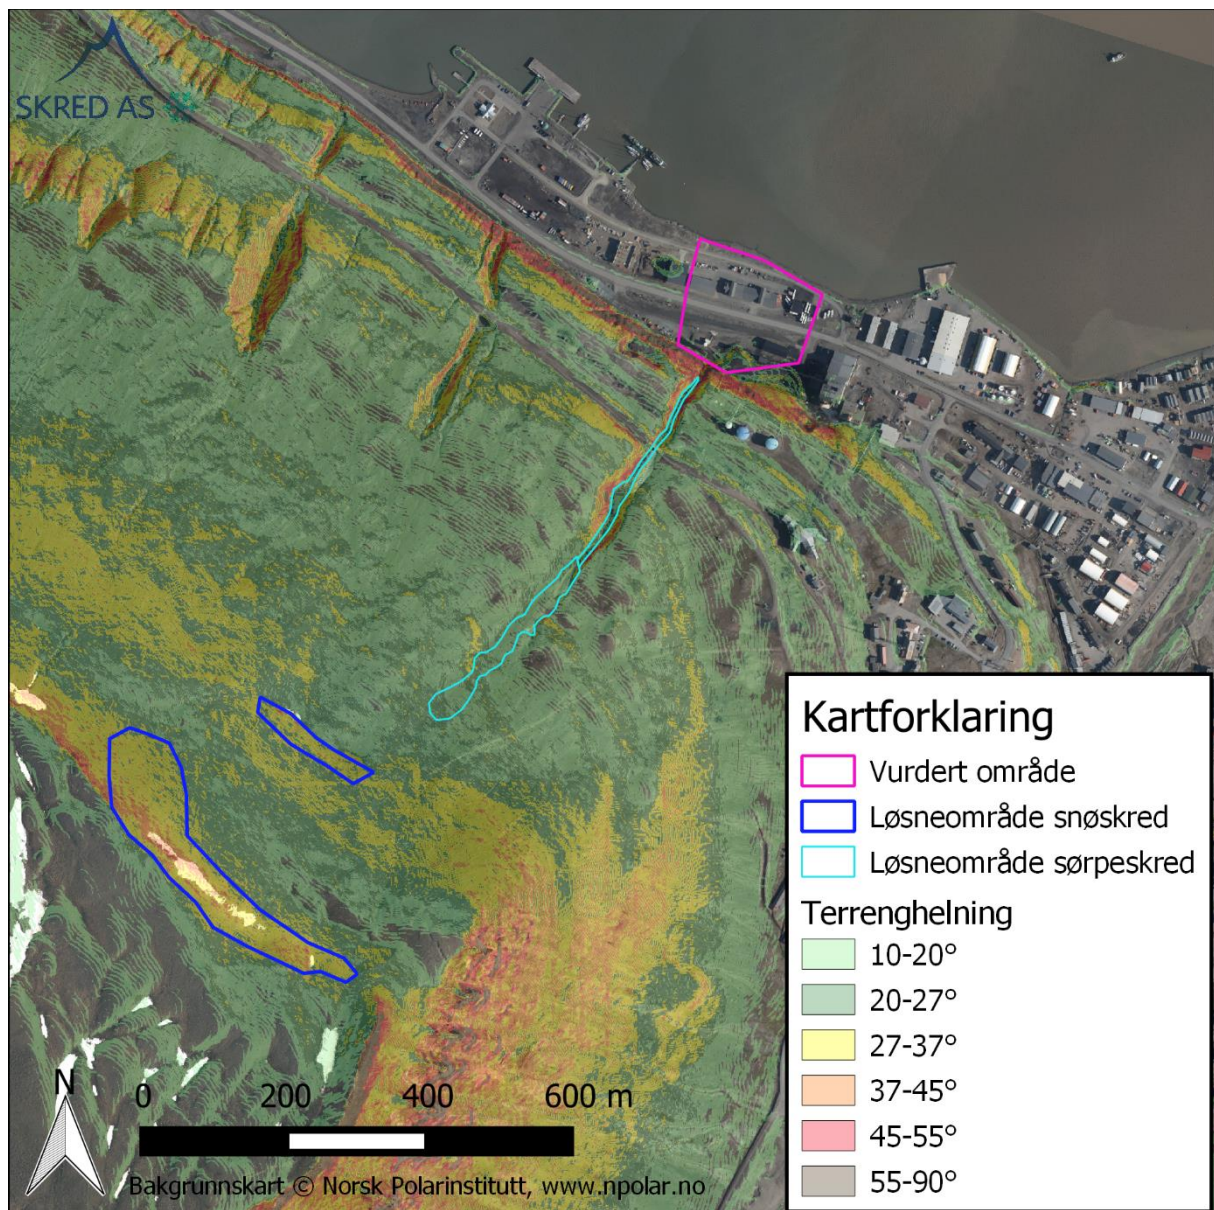 SKRED AS
Kartforklaring
Vurdert område
Løsneområde snøskred
Løsneområde sørpeskred
Terrenghelning
10-20°
20-27°
27-37°
37-45°
45-55°
55-90°
N
0 200 400 600 m
Bakgrunnskart © Norsk Polarinstitutt, www.npolar.no